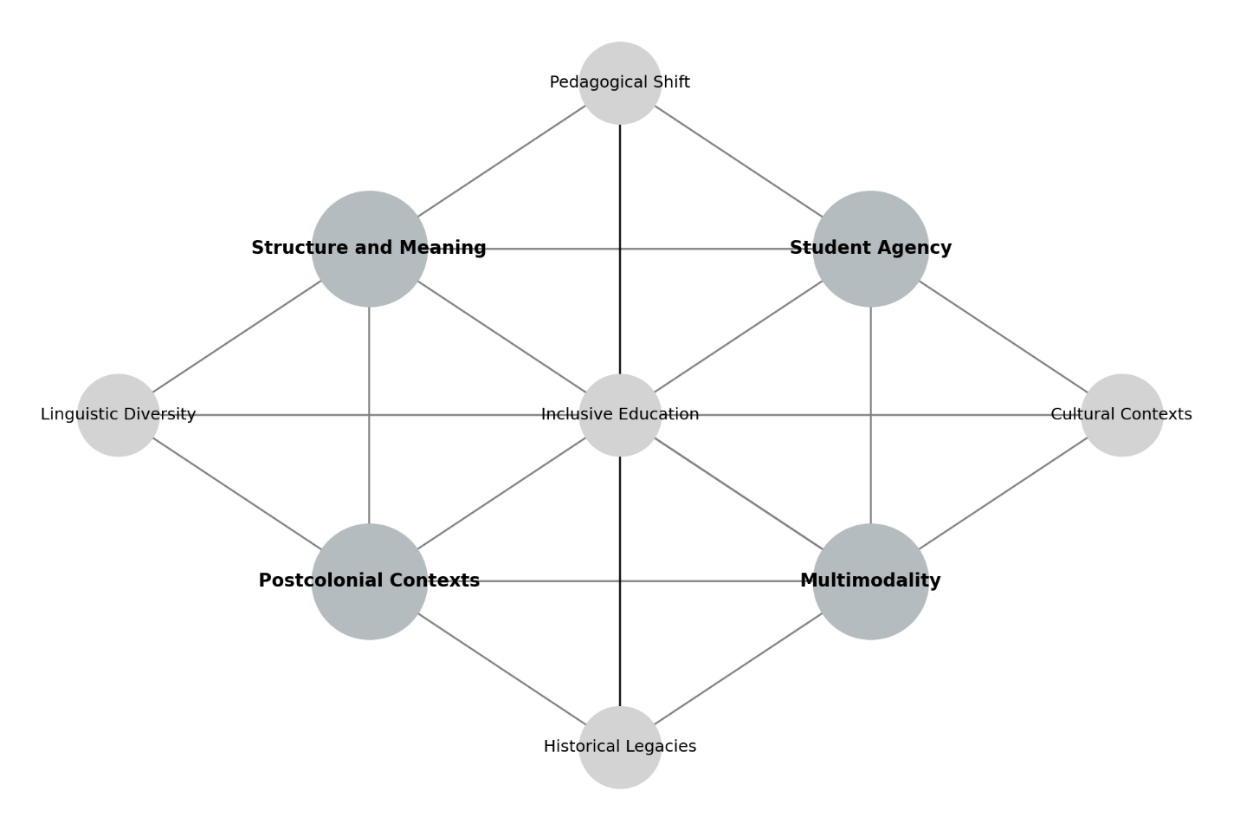 Pedagogical Shift
Structure and Meaning
Student Agency
Linguistic Diversity
Inclusive Education
Cultural Contexts
Postcolonial Contexts
Multimodality
Historical Legacies